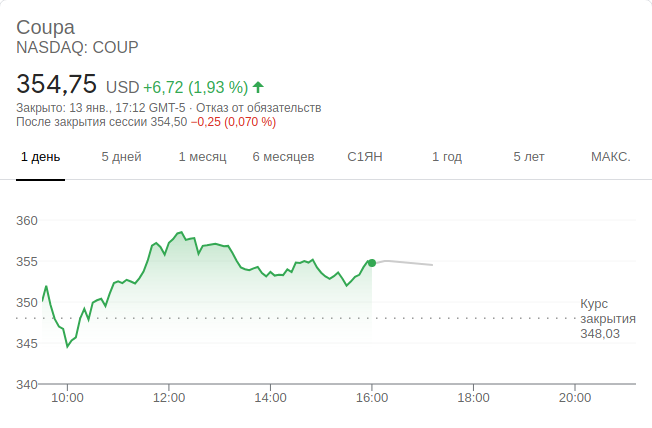 Coupa
NASDAQ: COUP
354,75 USD +6,72 (1,93 %)
Закрыто: 13 янв., 17:12 GMT-5 · Отказ от обязательств
После закрытия сессии 354,50 −0,25 (0,070 %)
1 день 5 дней 1 месяц 6 месяцев С1ЯН 1 год 5 лет МАКС.
360
355
350
Курс
закрытия
348,03
345
340
10:00 12:00 14:00 16:00 18:00 20:00